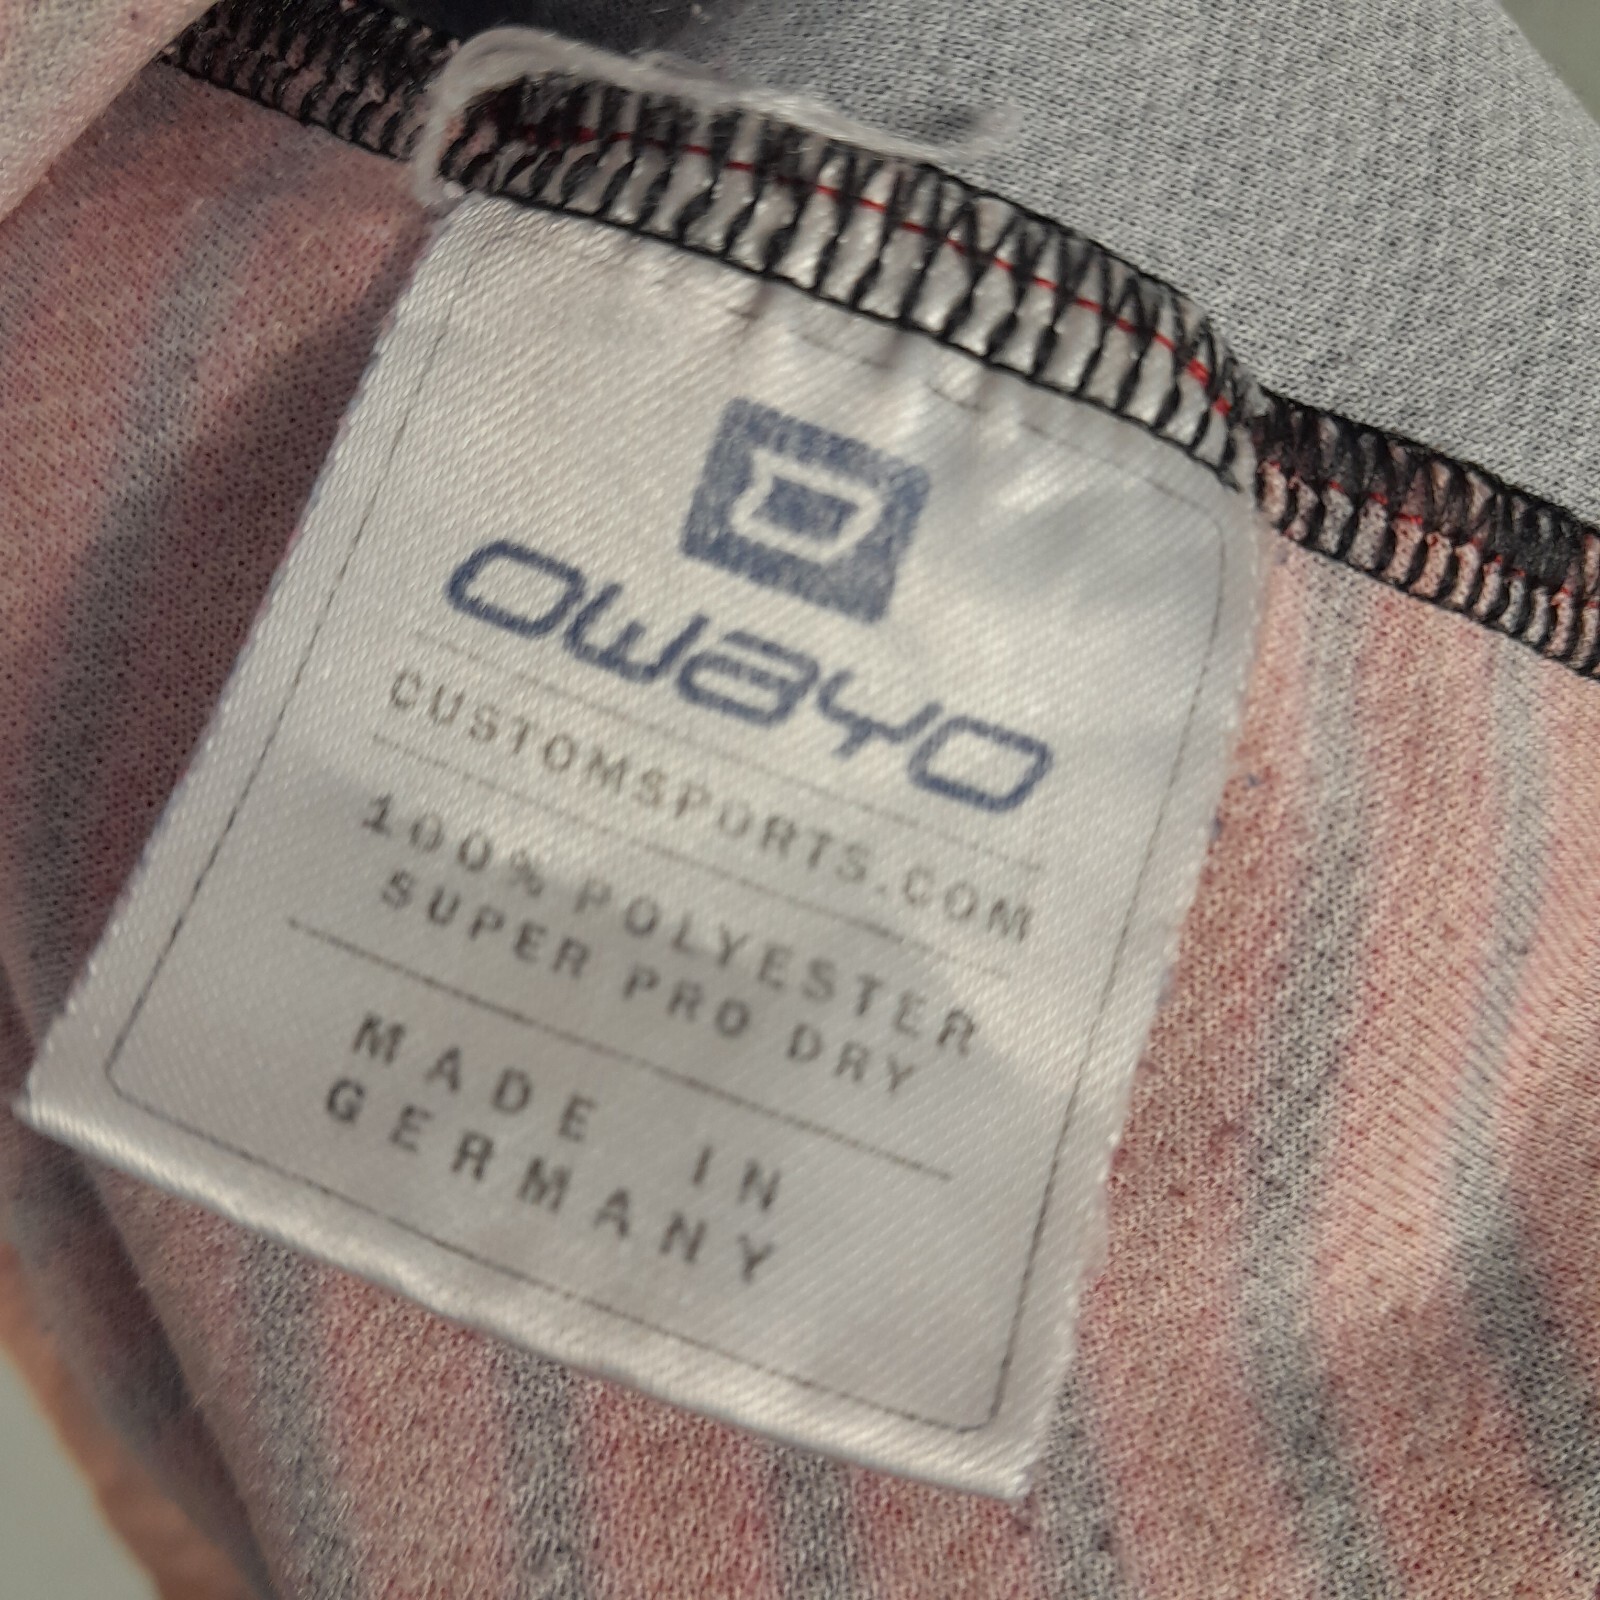 owayo
CUSTOMSPORTS.COM
100% POLYESTER
SUPER PRO DRY
MADE IN
GERMANY